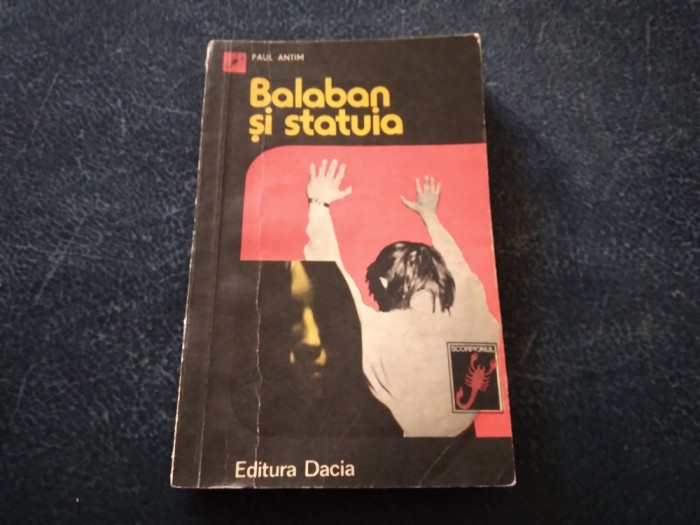 PAUL ANTIM
Balaban
și statuia
SCORPIONUL
Editura Dacia